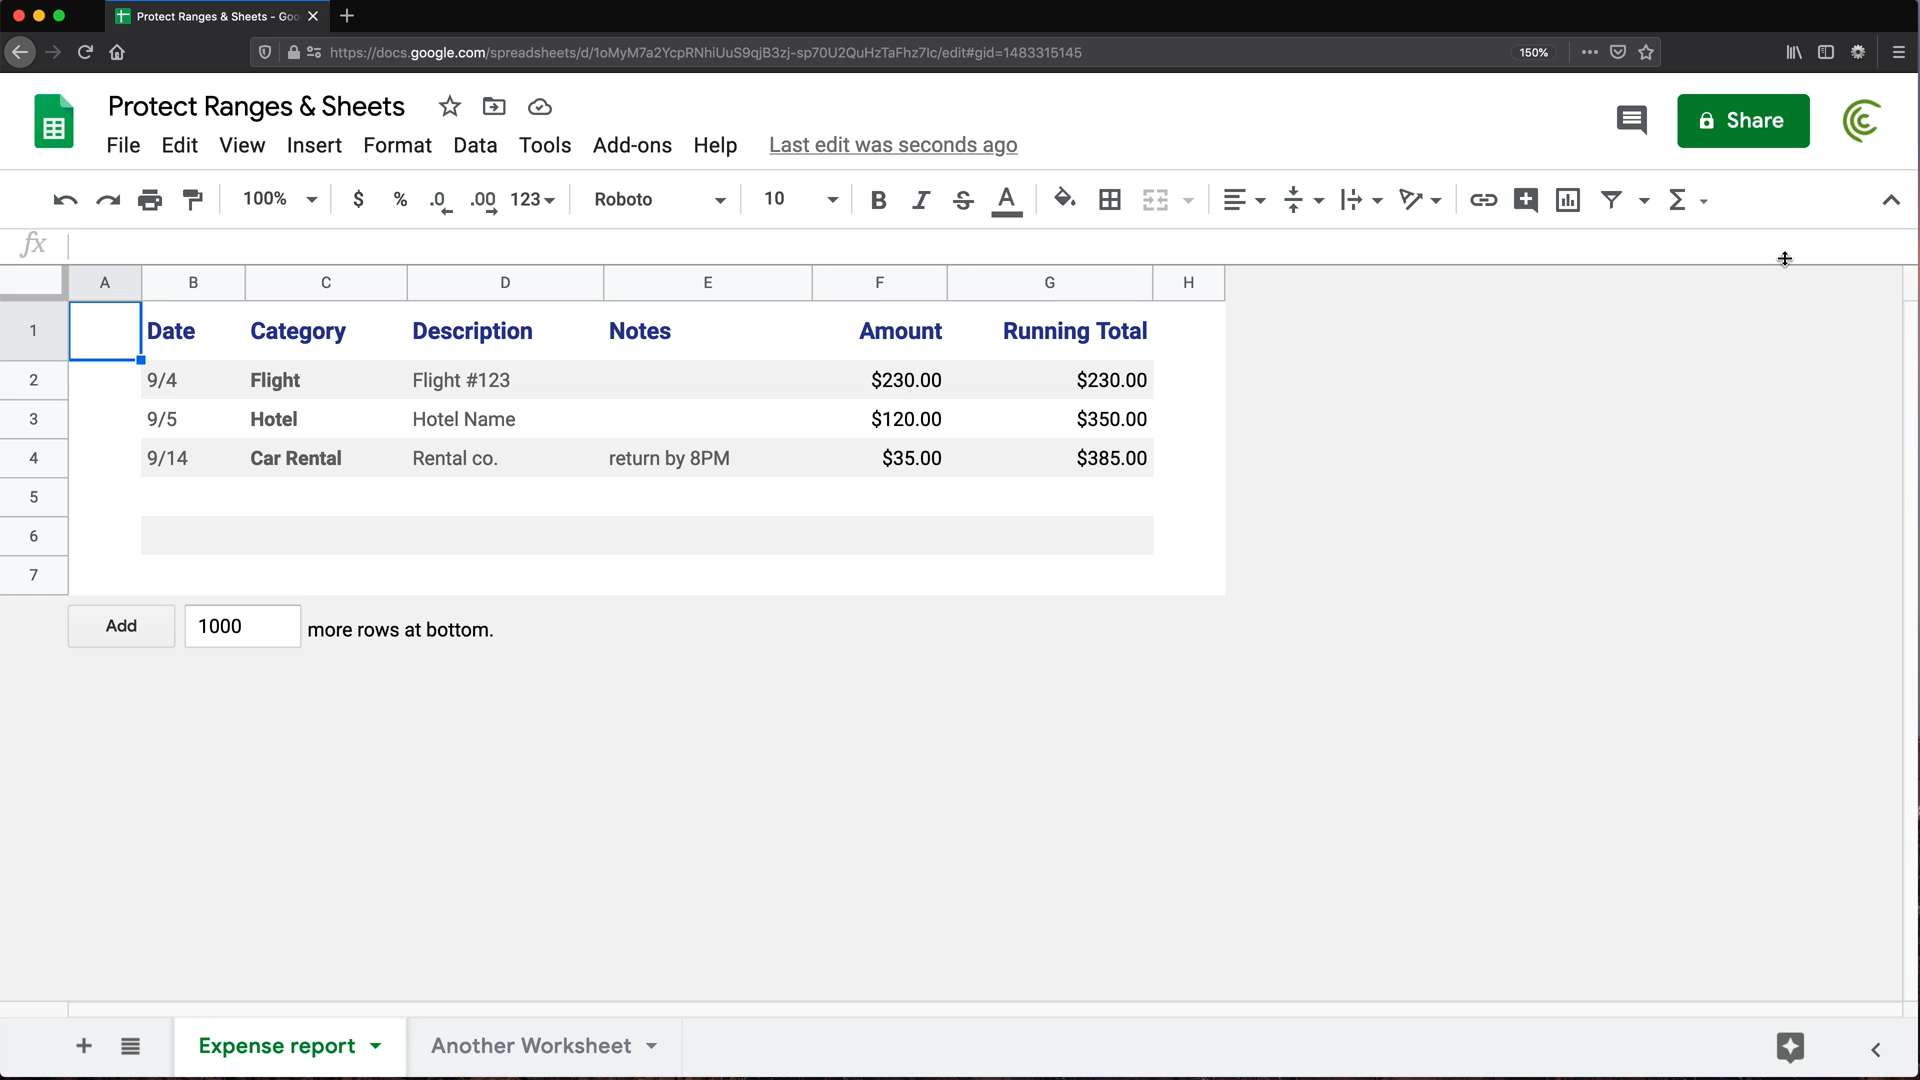 Protect Ranges & Sheets - Goo
https://docs.google.com/spreadsheets/d/1oMyM7a2YcpRNhiUuS9qjB3zj-sp70U2QuHzTaFhz7Ic/edit#gid=1483315145 150%
Protect Ranges & Sheets
File Edit View Insert Format Data Tools Add-ons Help Last edit was seconds ago
Share
100% $ % .0 .00 123 Roboto 10 B I S A Σ
fx
A B C D E F G H
1 Date Category Description Notes Amount Running Total
2 9/4 Flight Flight #123 $230.00 $230.00
3 9/5 Hotel Hotel Name $120.00 $350.00
4 9/14 Car Rental Rental co. return by 8PM $35.00 $385.00
5
6
7
Add 1000 more rows at bottom.
Expense report Another Worksheet